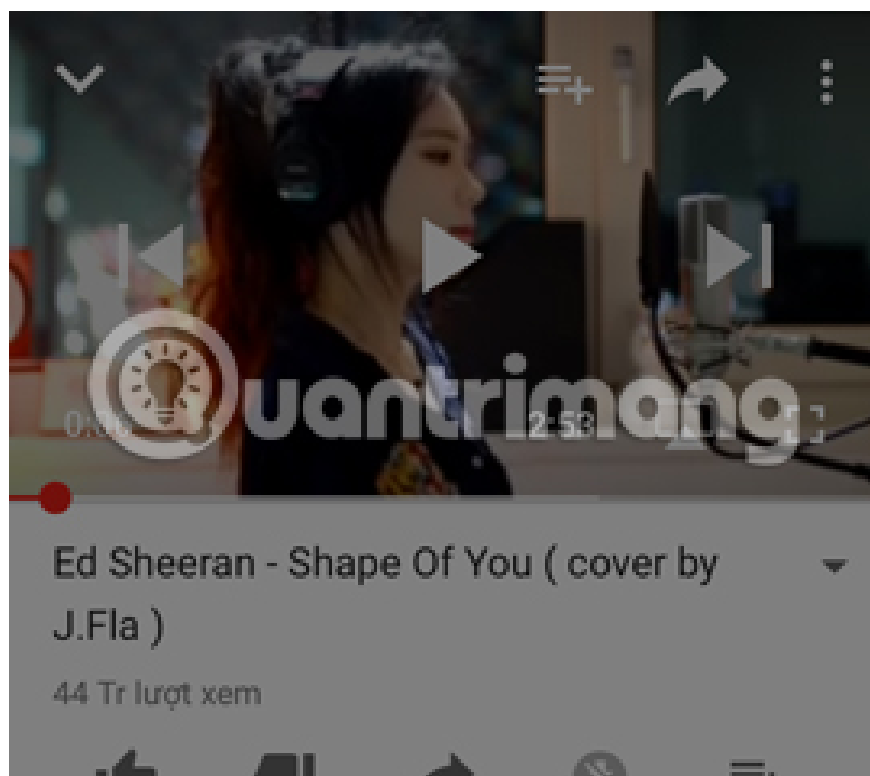 Quantrimang
2:53
Ed Sheeran - Shape Of You ( cover by
J.Fla )
44 Tr lượt xem